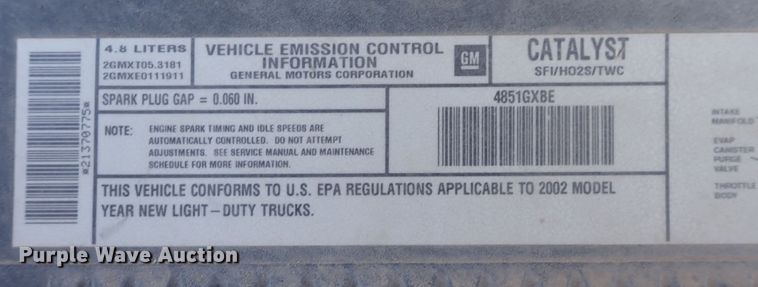 *21370775*
4.8 LITERS
2GMXT05.3181
2GMXE0111911
VEHICLE EMISSION CONTROL
INFORMATION
GENERAL MOTORS CORPORATION
GM
CATALYST
SFI/HO2S/TWC
SPARK PLUG GAP = 0.060 IN.
4851GXBE
NOTE: ENGINE SPARK TIMING AND IDLE SPEEDS ARE
AUTOMATICALLY CONTROLLED. DO NOT ATTEMPT
ADJUSTMENTS. SEE SERVICE MANUAL AND MAINTENANCE
SCHEDULE FOR MORE INFORMATION.
THIS VEHICLE CONFORMS TO U.S. EPA REGULATIONS APPLICABLE TO 2002 MODEL
YEAR NEW LIGHT-DUTY TRUCKS.
INTAKE
MANIFOLD
EVAP
CANISTER
PURGE
VALVE
THROTTLE
BODY
Purple Wave Auction